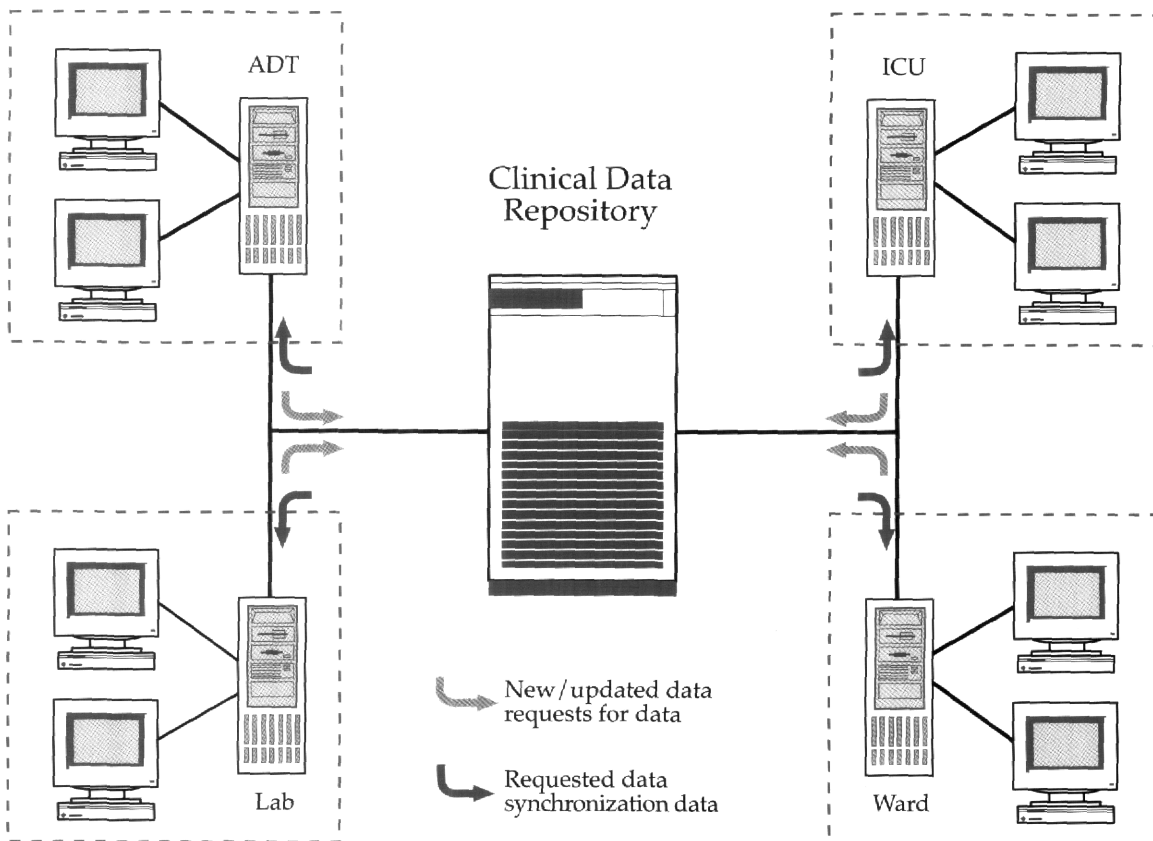 ADT
ICU
Clinical Data
Repository
New/updated data
requests for data
Requested data
synchronization data
Lab
Ward